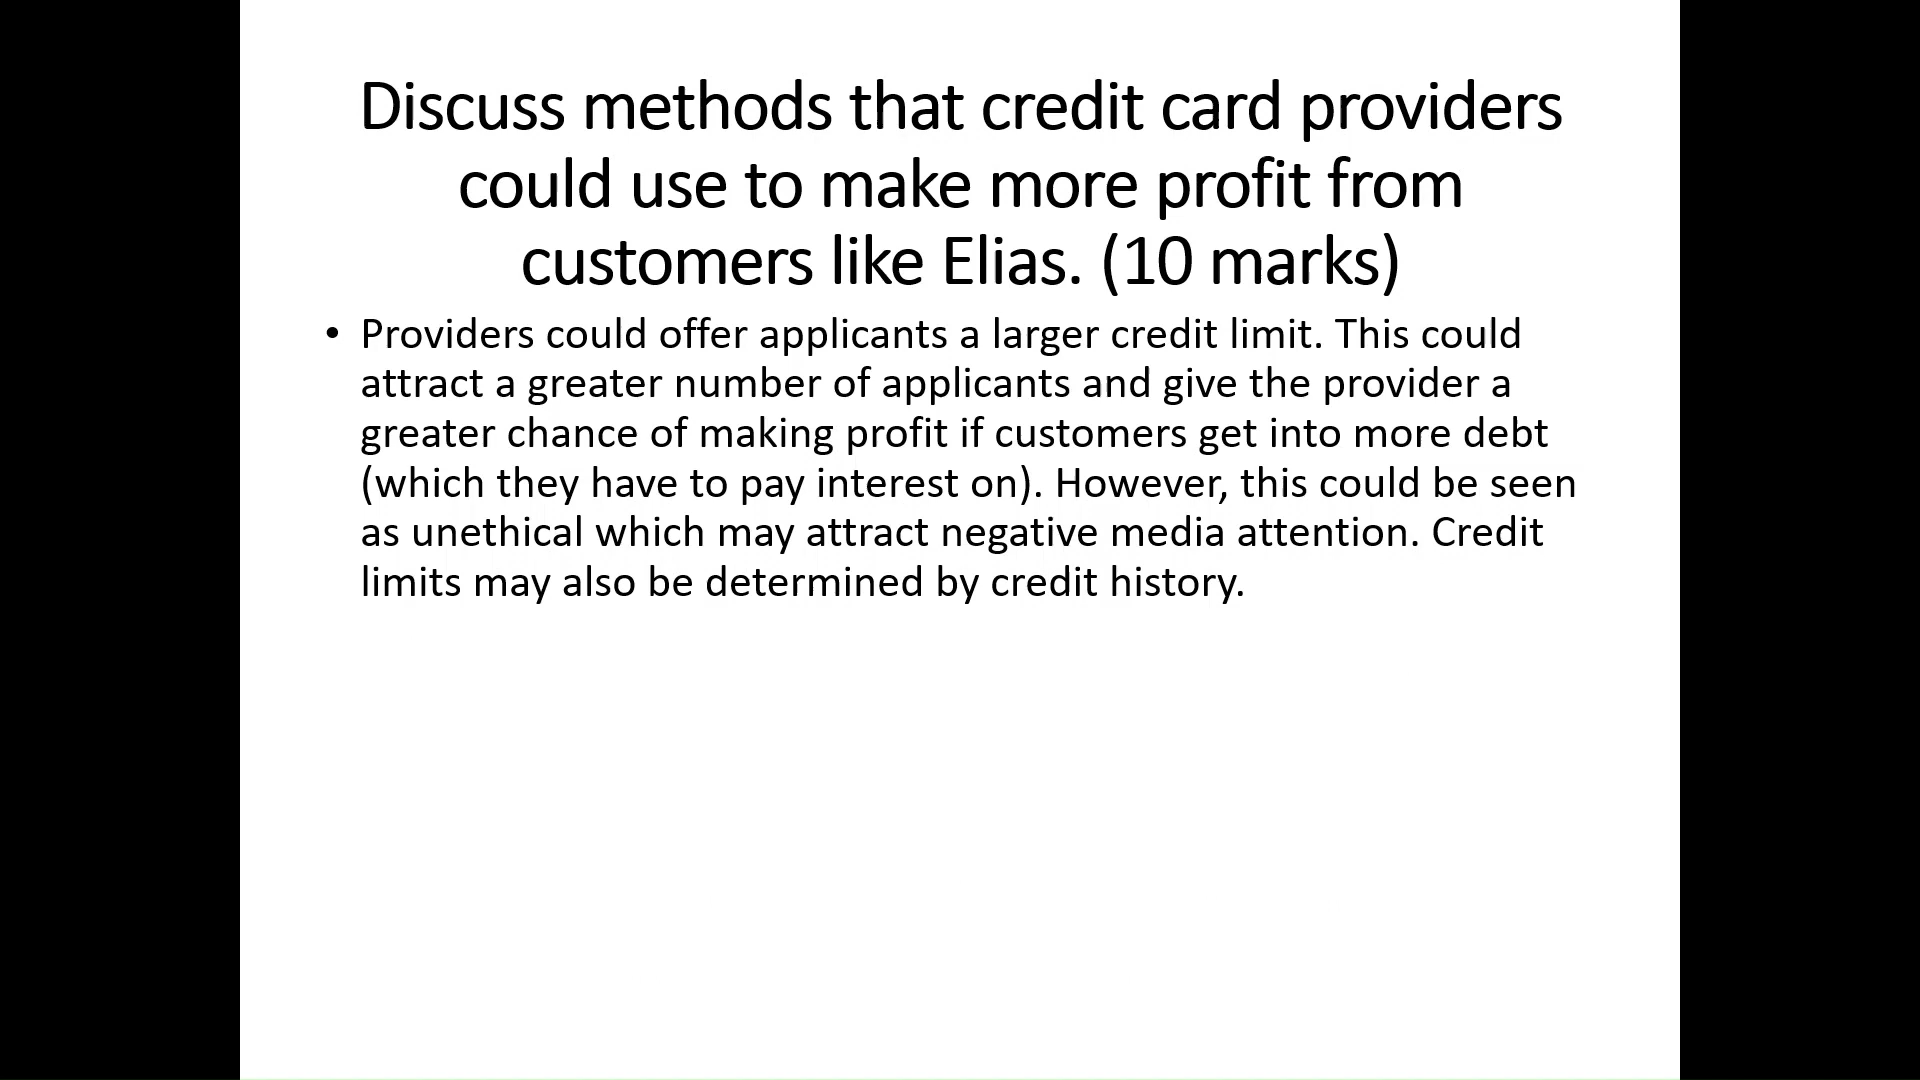 Discuss methods that credit card providers
could use to make more profit from
customers like Elias. (10 marks)
• Providers could offer applicants a larger credit limit. This could
attract a greater number of applicants and give the provider a
greater chance of making profit if customers get into more debt
(which they have to pay interest on). However, this could be seen
as unethical which may attract negative media attention. Credit
limits may also be determined by credit history.